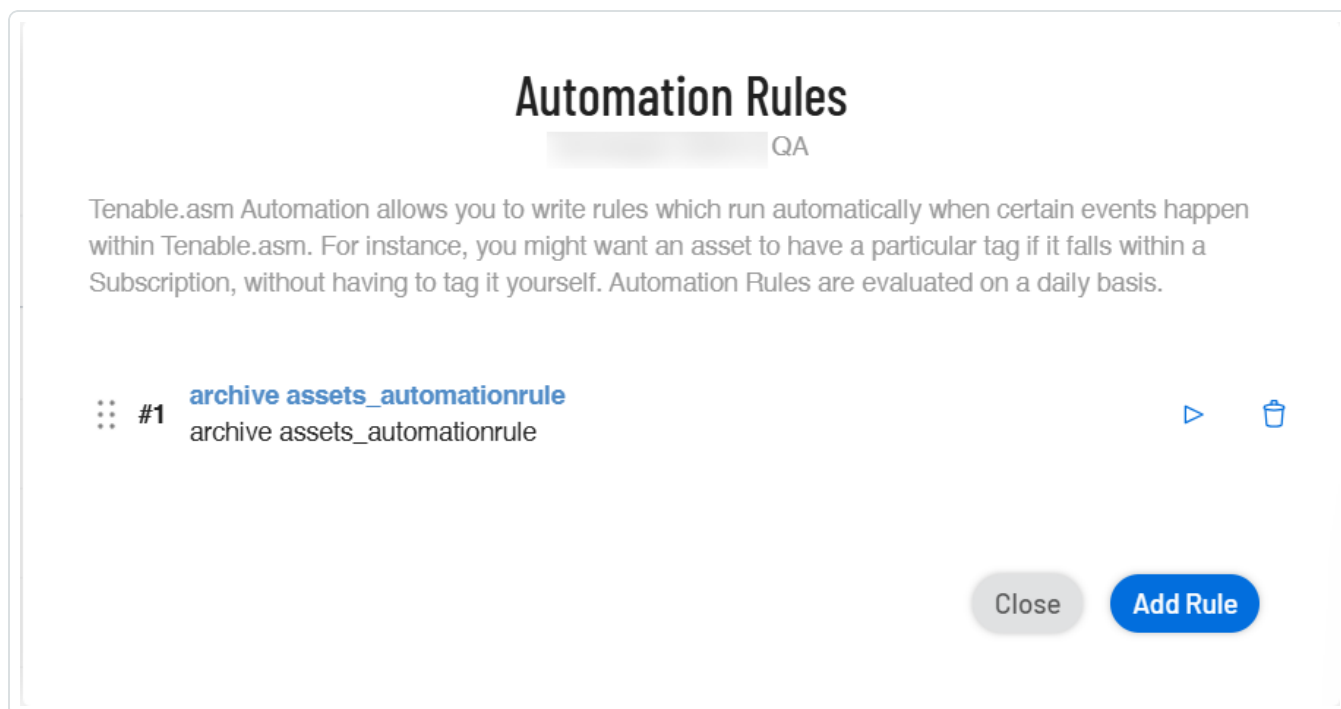 Automation Rules
QA
Tenable.asm Automation allows you to write rules which run automatically when certain events happen
within Tenable.asm. For instance, you might want an asset to have a particular tag if it falls within a
Subscription, without having to tag it yourself. Automation Rules are evaluated on a daily basis.
#1
archive assets_automationrule
archive assets_automationrule
Close
Add Rule